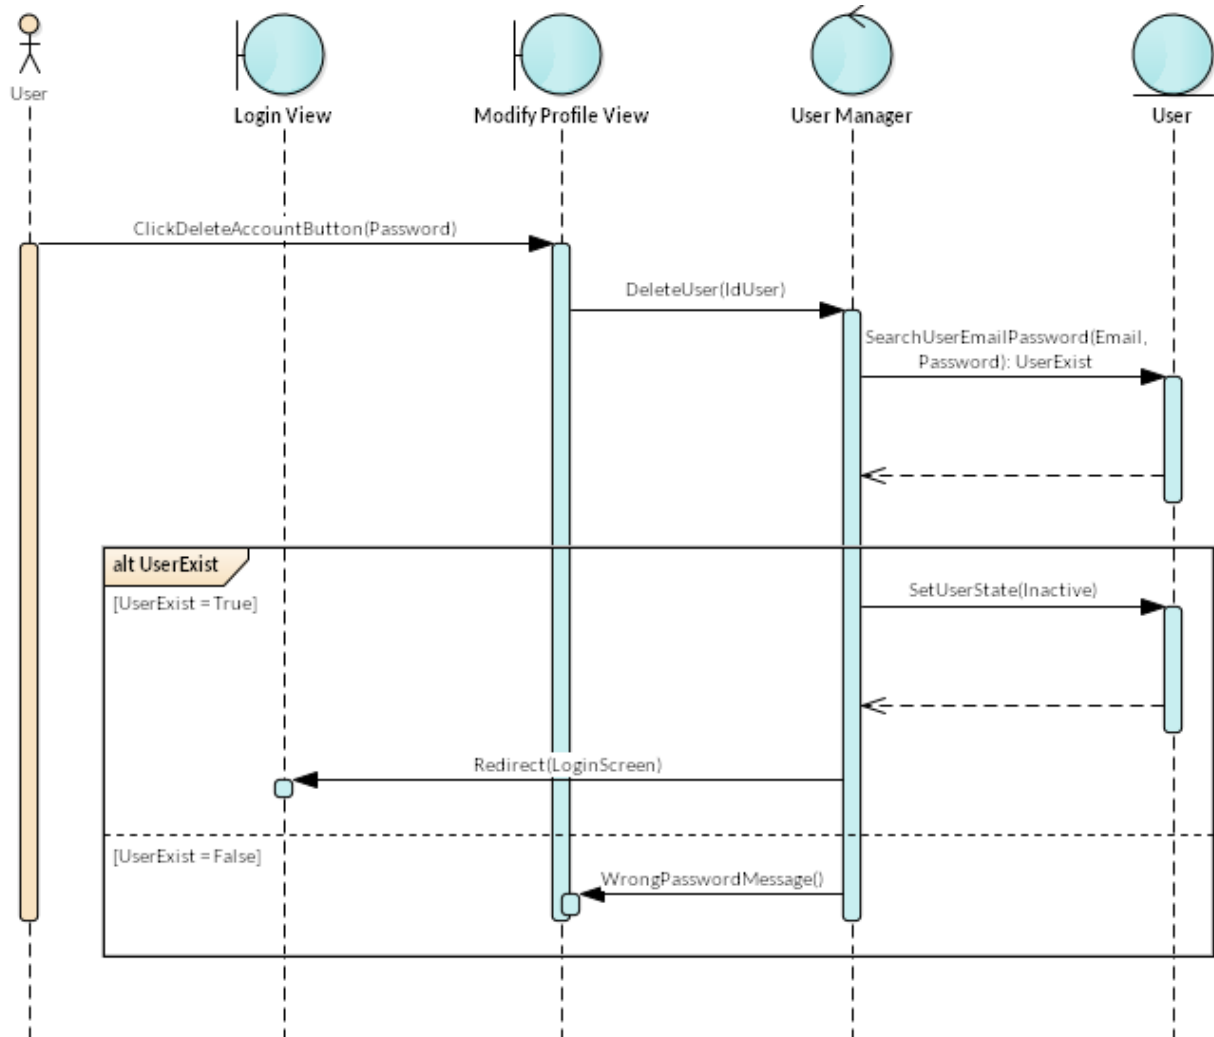 User
Login View
Modify Profile View
User Manager
User
ClickDeleteAccountButton(Password)
DeleteUser(IdUser)
SearchUserEmailPassword(Email,
Password): UserExist
alt UserExist
[UserExist = True]
SetUserState(Inactive)
Redirect(LoginScreen)
[UserExist = False]
WrongPasswordMessage()